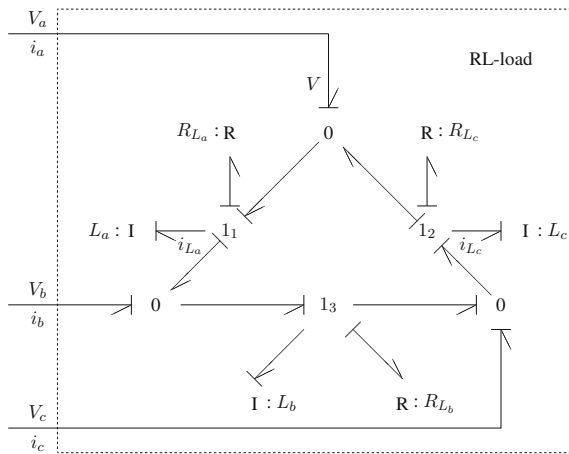 V_a
i_a
RL-load
V
R_{L_a} : R
0
R : R_{L_c}
L_a : I
i_{L_a}
1_1
1_2
i_{L_c}
I : L_c
V_b
i_b
0
1_3
0
I : L_b
R : R_{L_b}
V_c
i_c